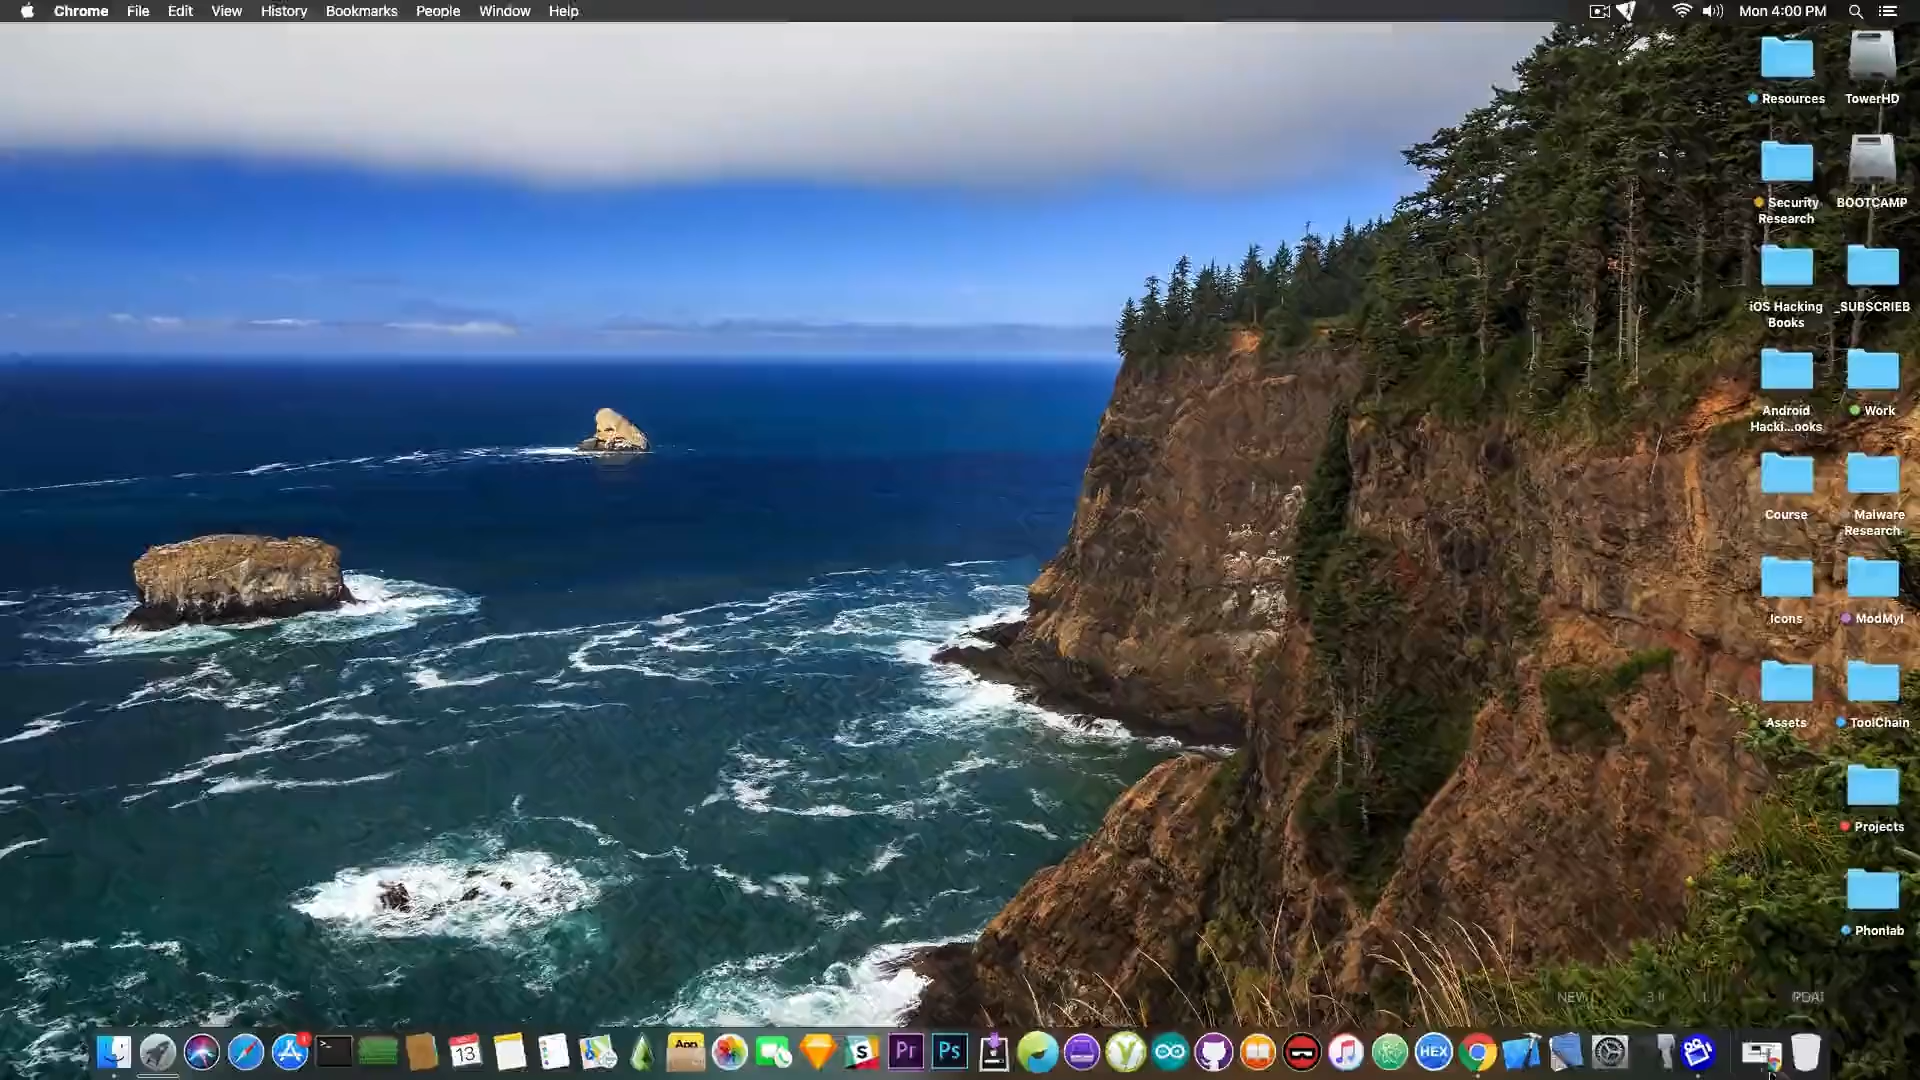 Chrome File Edit View History Bookmarks People Window Help Mon 4:00 PM
Resources TowerHD
Security Research BOOTCAMP
iOS Hacking Books _SUBSCRIEB
Android Hacki...ooks Work
Course Malware Research
Icons ModMyI
Assets ToolChain
Projects
Phonlab
NEW
13 App S Pr Ps HEX